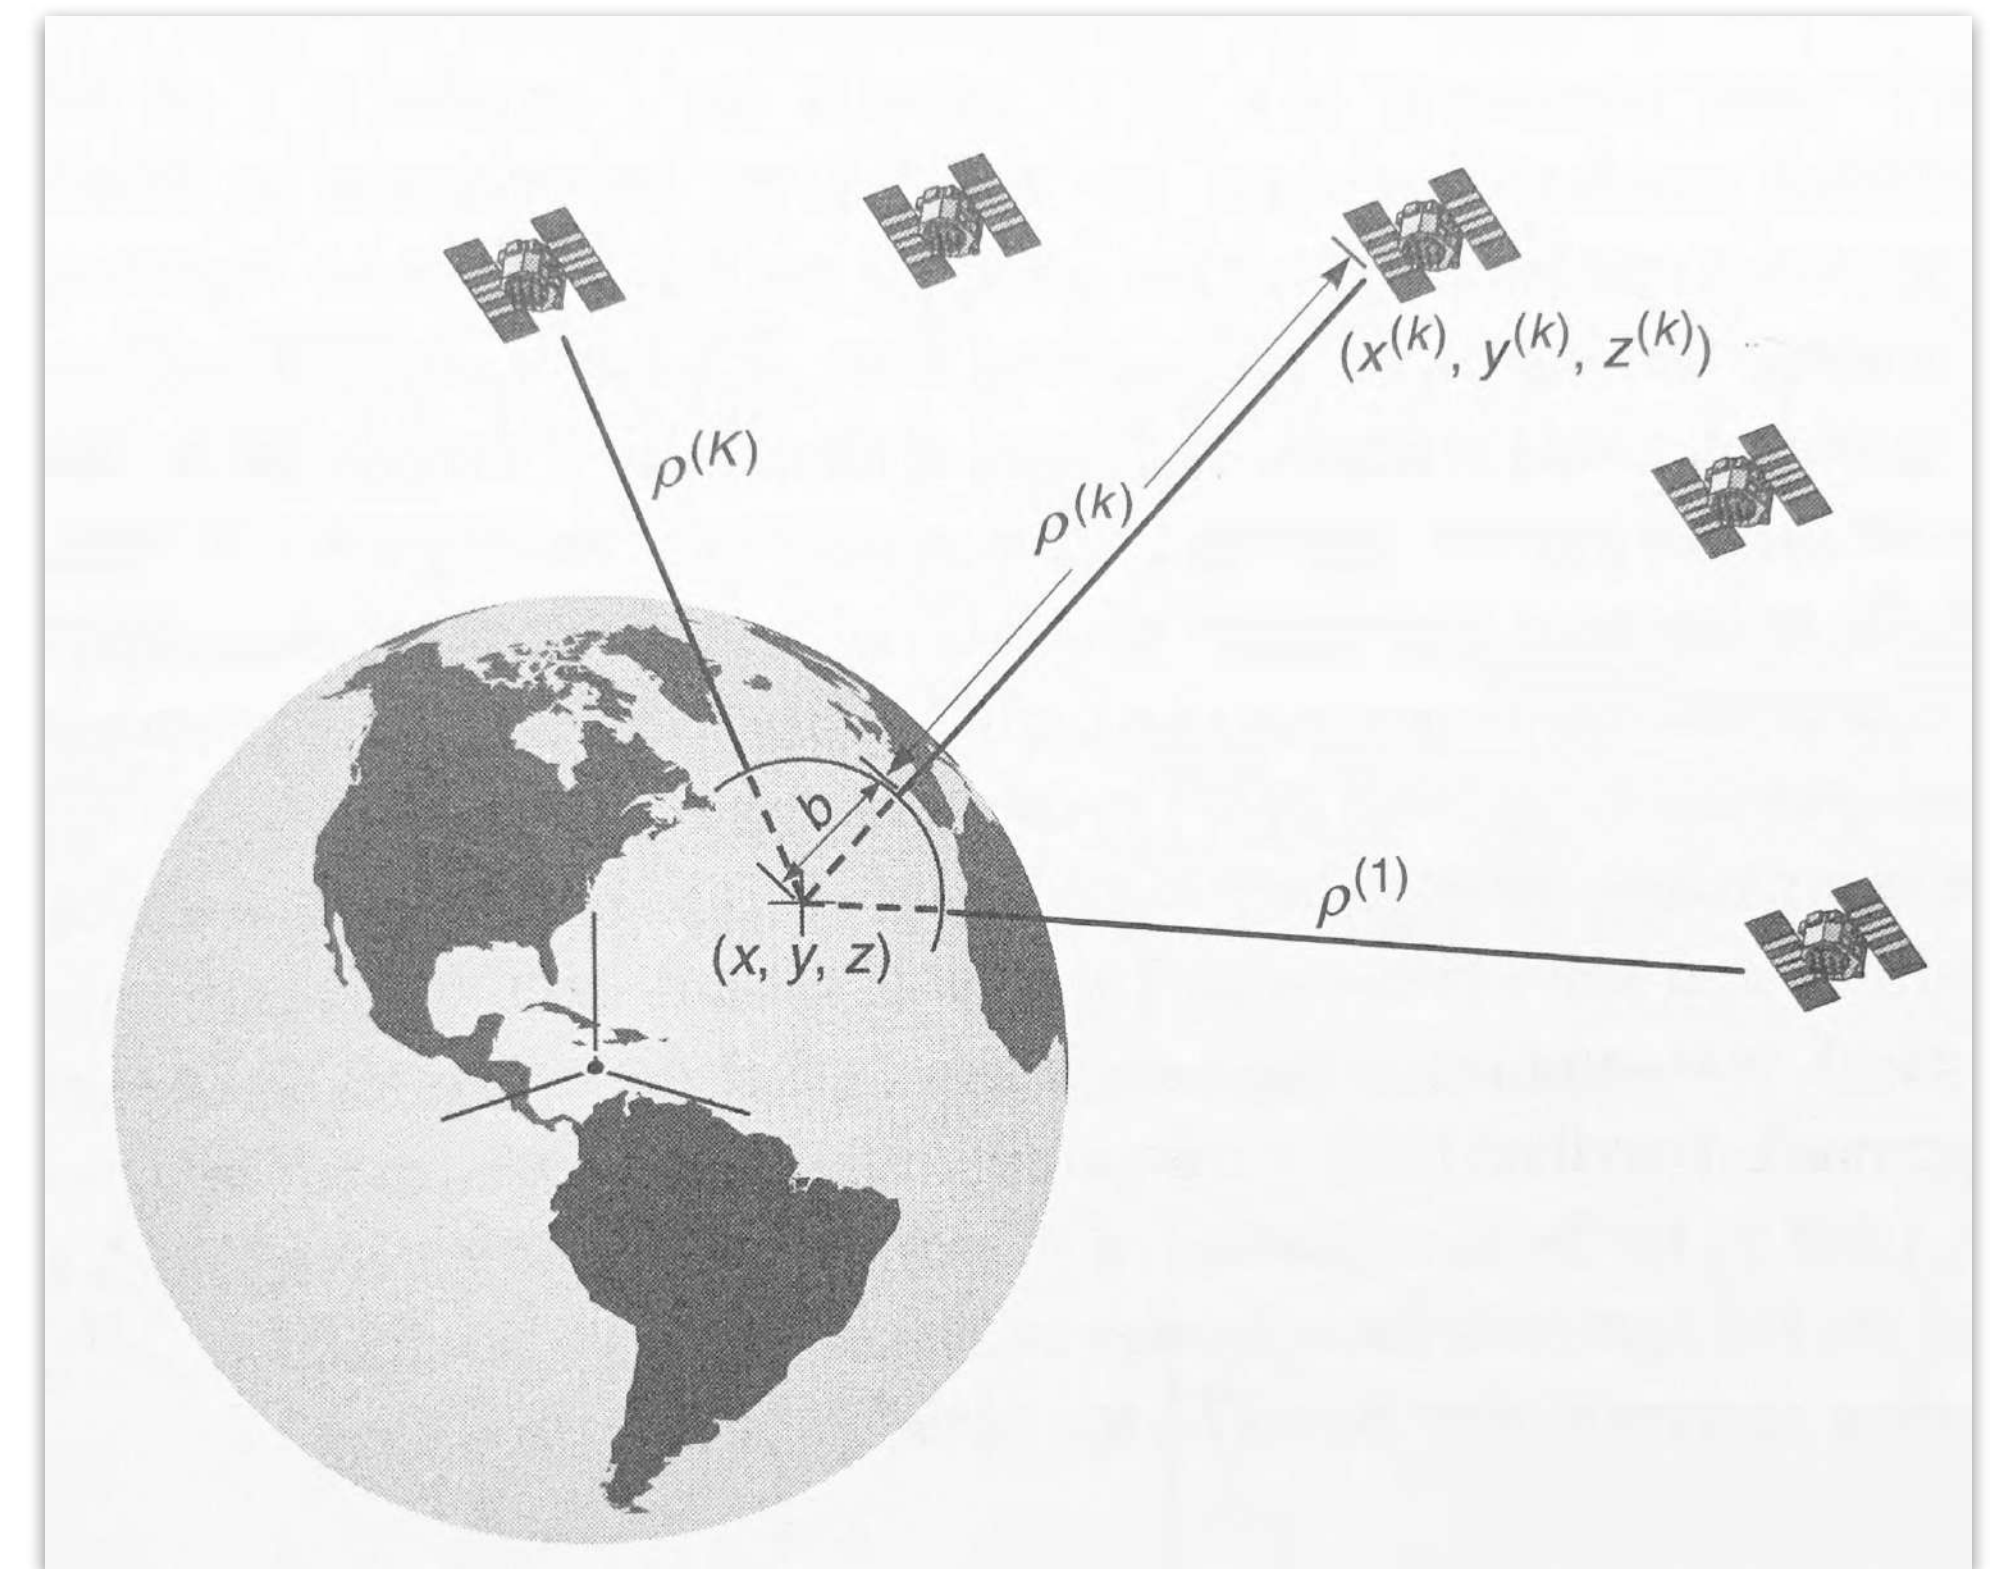 (x^(k), y^(k), z^(k))
ρ^(K)
ρ^(k)
b
ρ^(1)
(x, y, z)